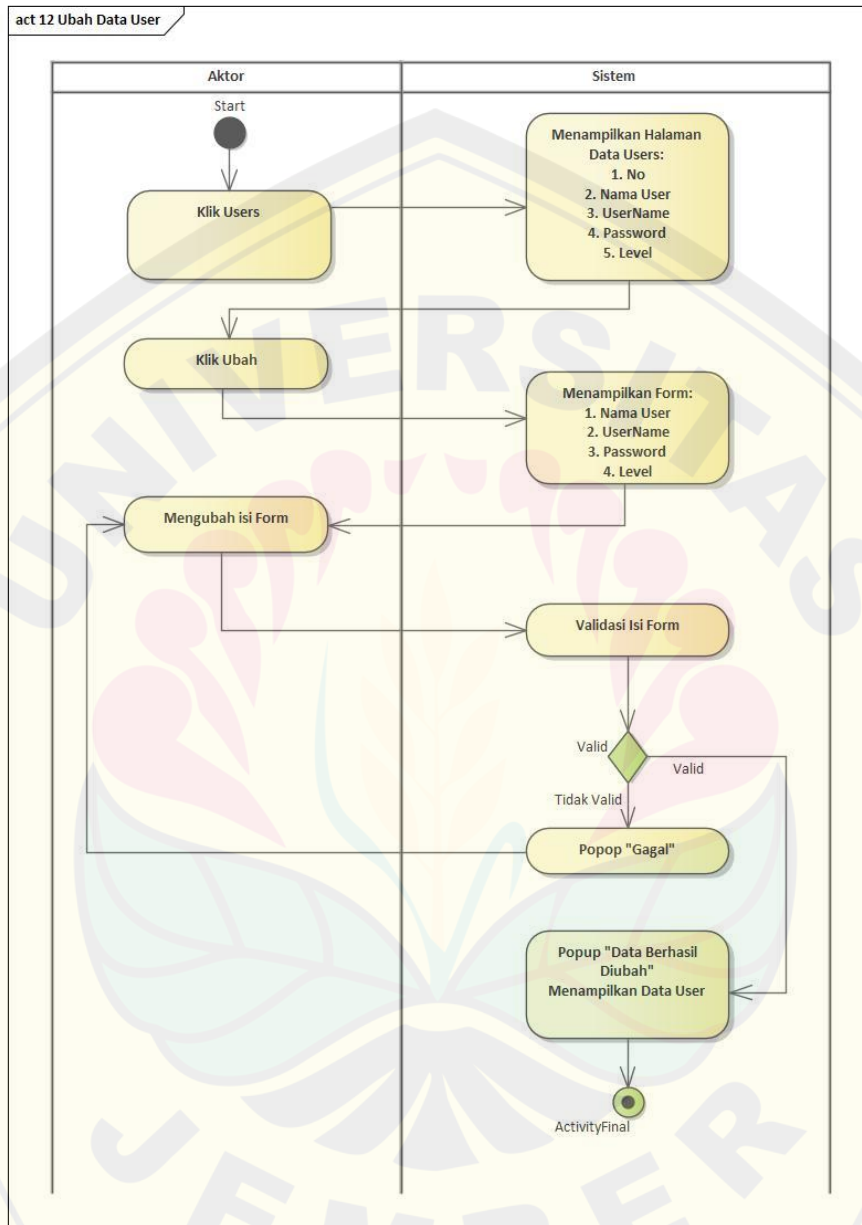 act 12 Ubah Data User
Aktor
Sistem
Start
Menampilkan Halaman
Data Users:
1. No
2. Nama User
3. UserName
4. Password
5. Level
Klik Users
Klik Ubah
Menampilkan Form:
1. Nama User
2. UserName
3. Password
4. Level
Mengubah isi Form
Validasi Isi Form
Valid
Valid
Tidak Valid
Popop "Gagal"
Popup "Data Berhasil
Diubah"
Menampilkan Data User
ActivityFinal
UNIVERSITAS
JEMBER